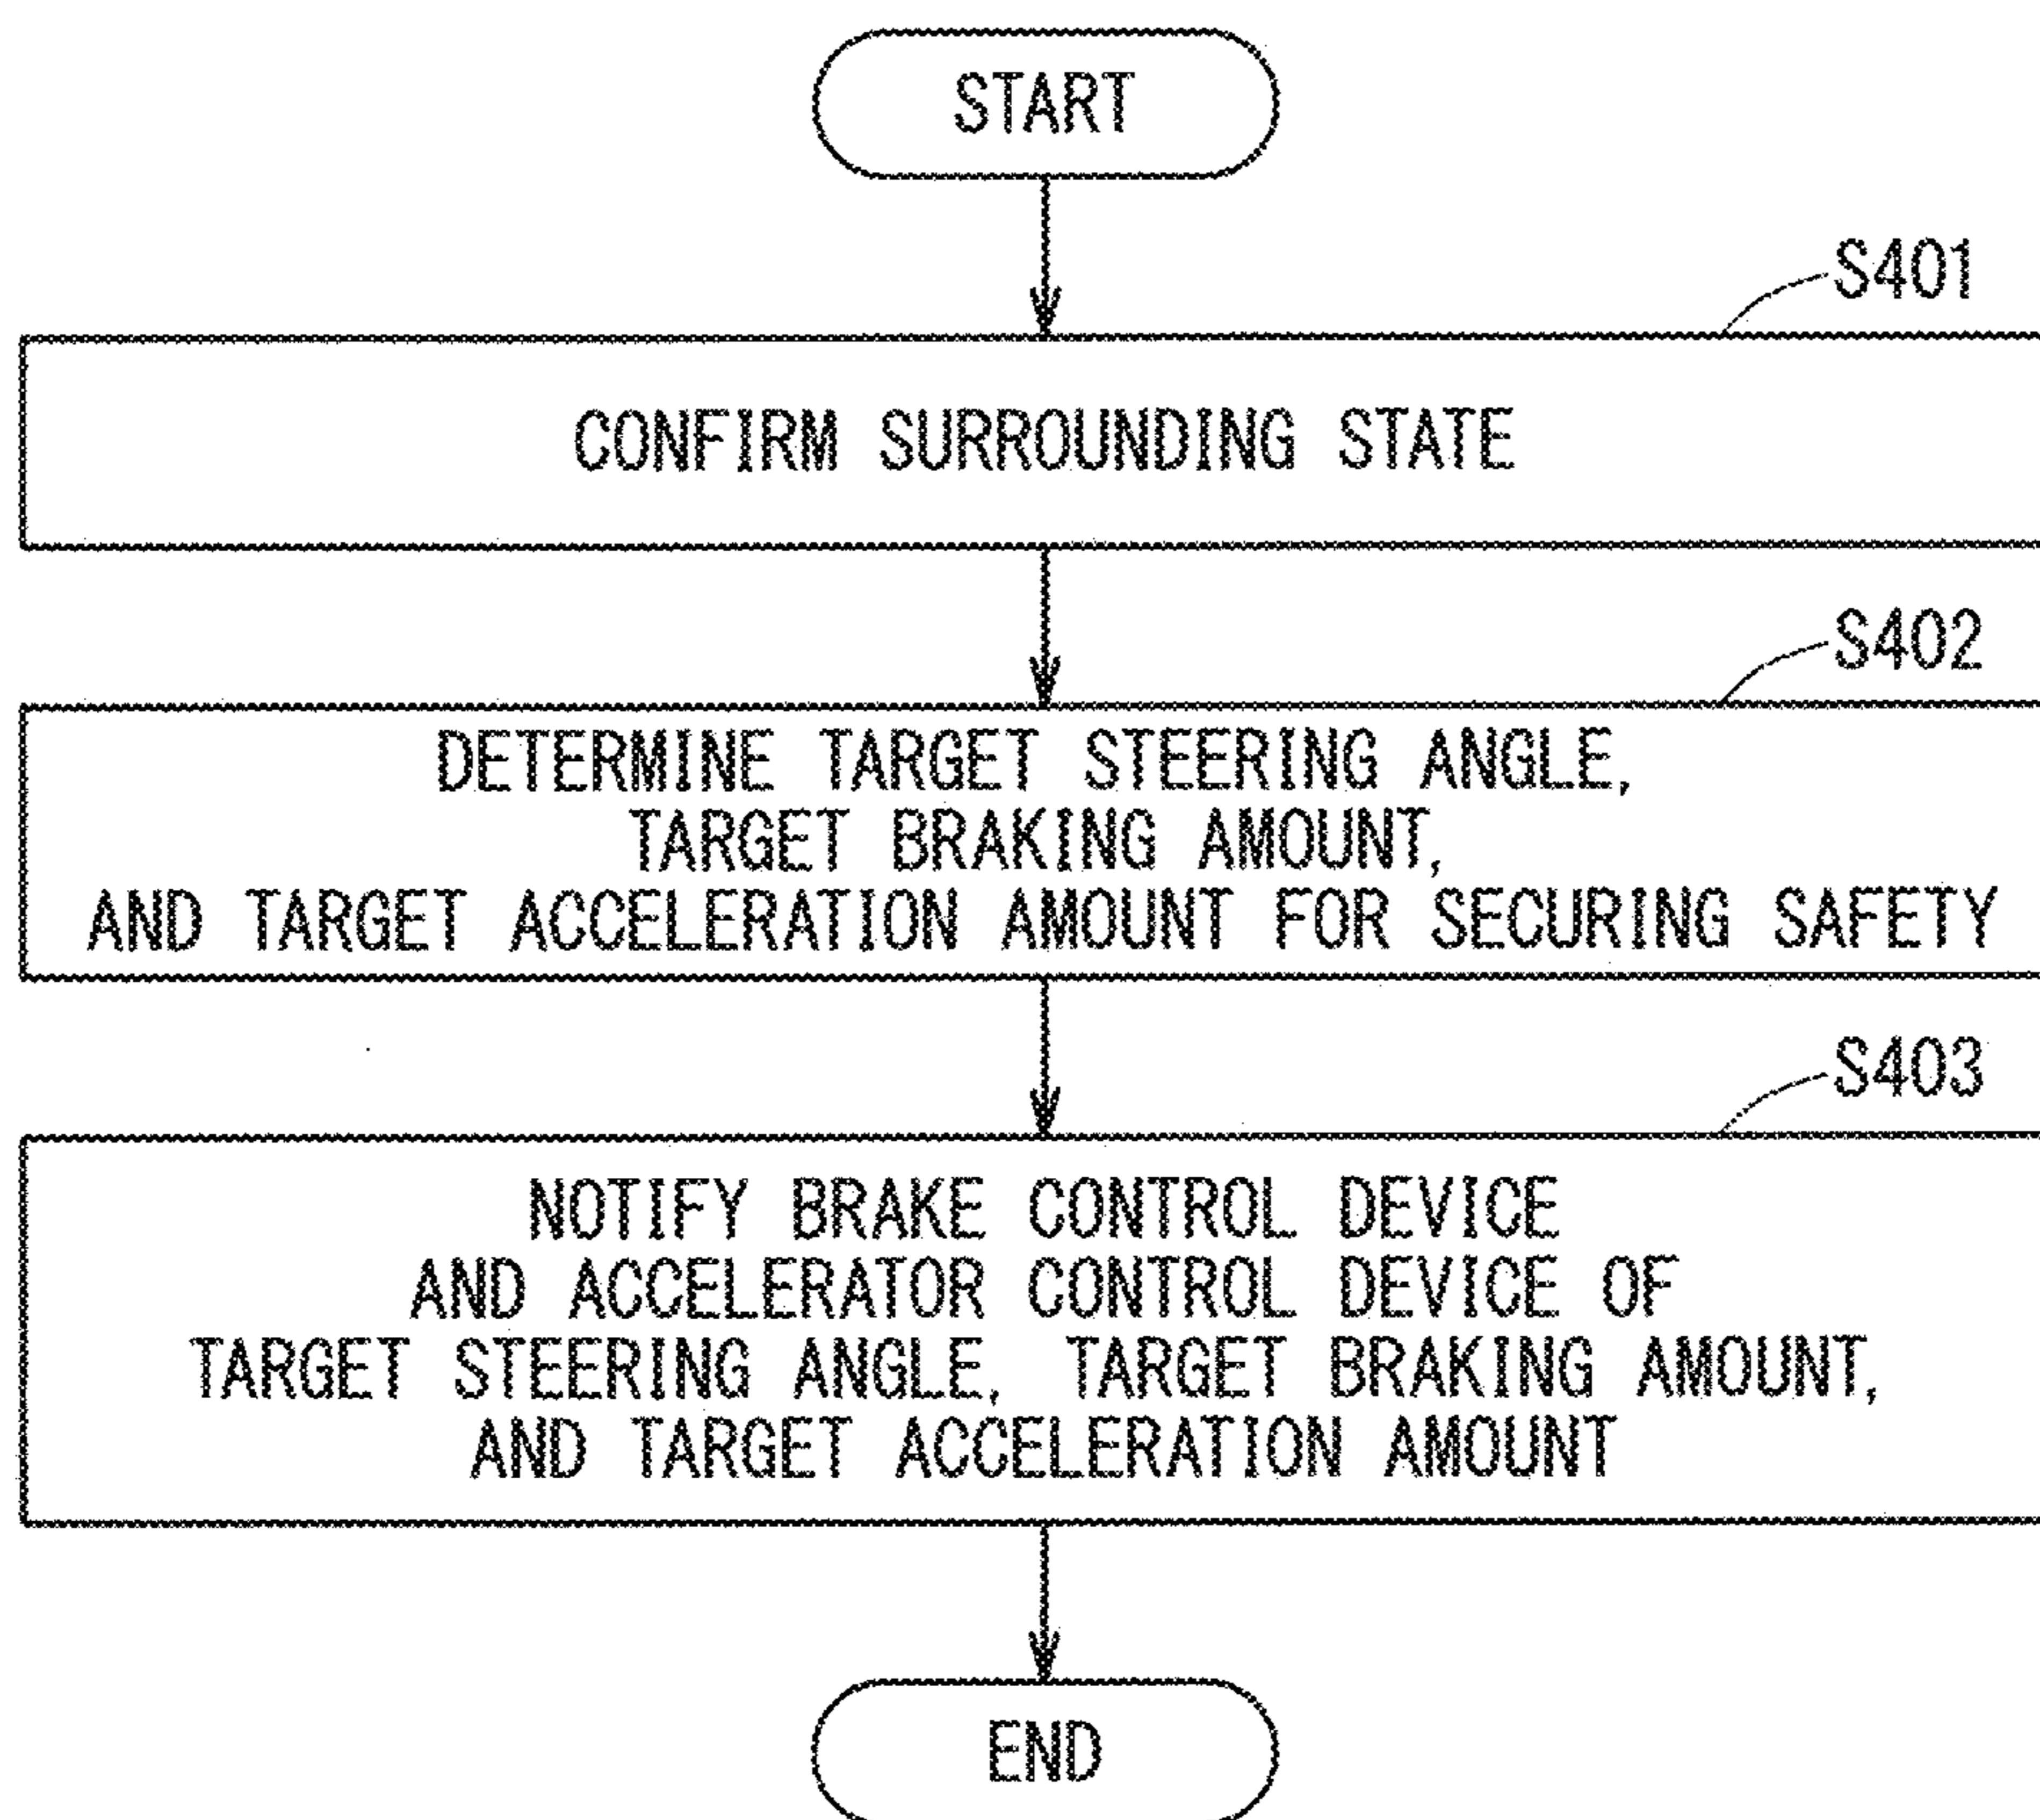 START
S401
CONFIRM SURROUNDING STATE
S402
DETERMINE TARGET STEERING ANGLE,
TARGET BRAKING AMOUNT,
AND TARGET ACCELERATION AMOUNT FOR SECURING SAFETY
S403
NOTIFY BRAKE CONTROL DEVICE
AND ACCELERATOR CONTROL DEVICE OF
TARGET STEERING ANGLE, TARGET BRAKING AMOUNT,
AND TARGET ACCELERATION AMOUNT
END